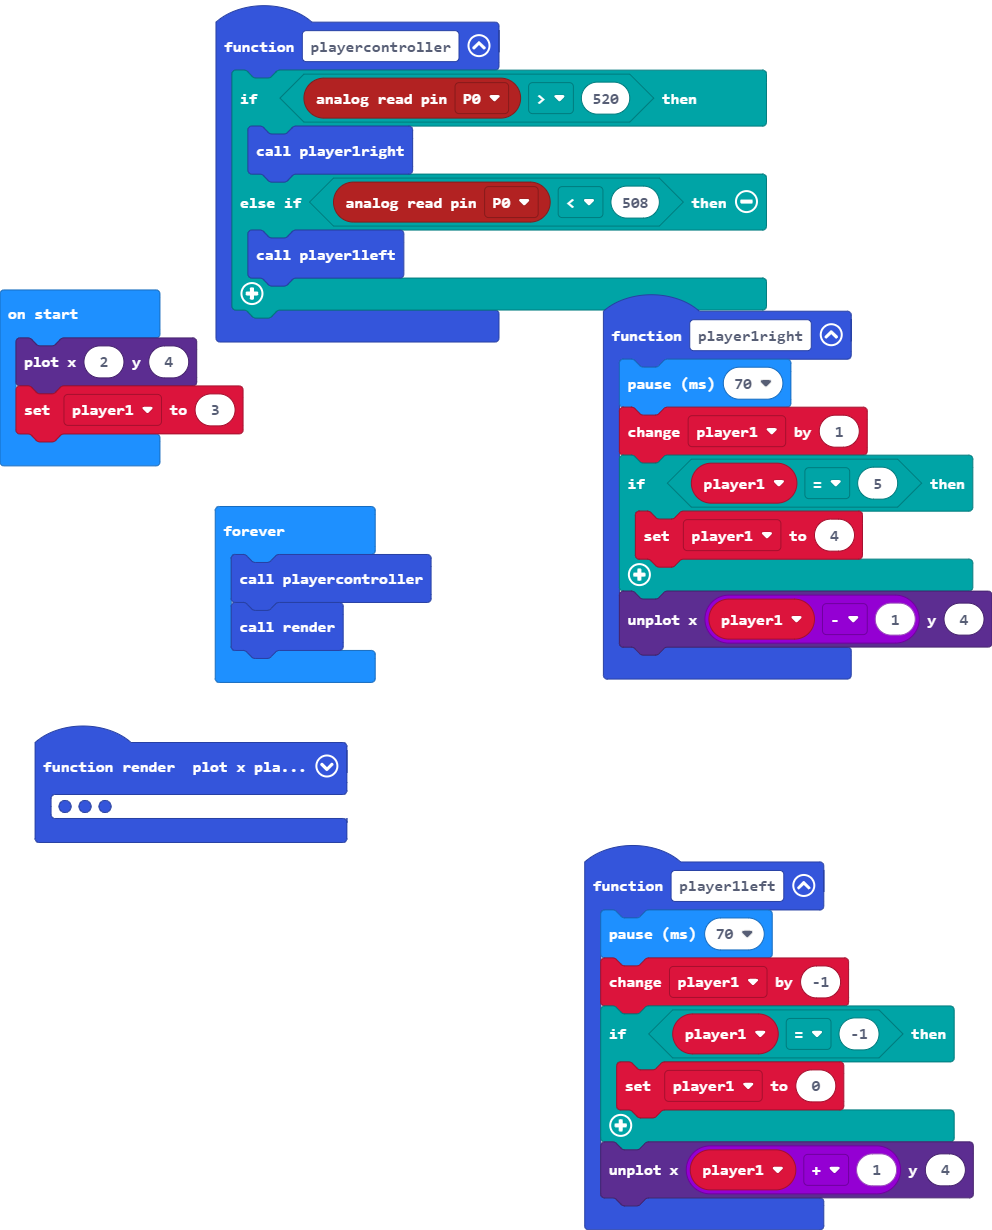 function playercontroller
if analog read pin P0 > 520 then
call player1right
else if analog read pin P0 < 508 then
call player1left
on start
plot x 2 y 4
set player1 to 3
function player1right
pause (ms) 70
change player1 by 1
if player1 = 5 then
set player1 to 4
unplot x player1 - 1 y 4
forever
call playercontroller
call render
function render plot x pla...
function player1left
pause (ms) 70
change player1 by -1
if player1 = -1 then
set player1 to 0
unplot x player1 + 1 y 4